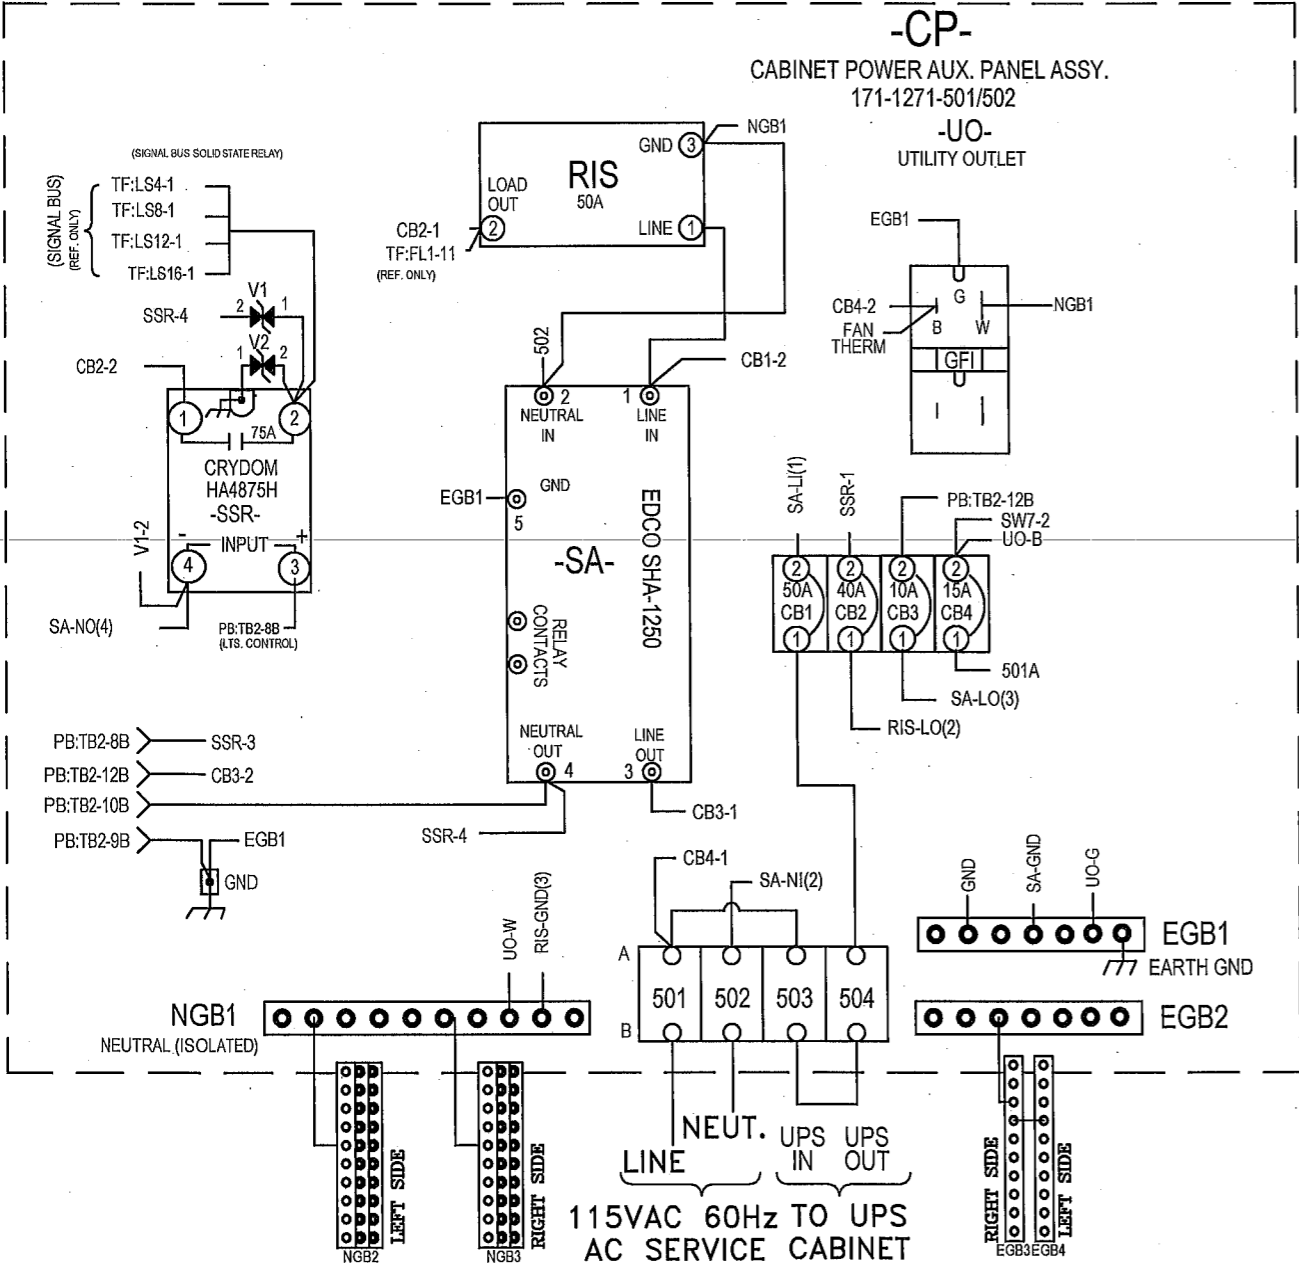 -CP-
CABINET POWER AUX. PANEL ASSY.
171-1271-501/502
-UO-
UTILITY OUTLET
(SIGNAL BUS SOLID STATE RELAY)
(SIGNAL BUS)
(REF. ONLY)
TF:LS4-1
TF:LS8-1
TF:LS12-1
TF:LS16-1
V1
2 1
SSR-4
V2
1 2
CB2-2
1
2
75A
CRYDOM
HA4875H
-SSR-
- INPUT +
4
3
V1-2
SA-NO(4)
PB:TB2-8B
(LTS. CONTROL)
NGB1
GND 3
RIS
50A
LOAD
OUT
2
LINE 1
CB2-1
TF:FL1-11
(REF. ONLY)
EGB1
CB4-2
FAN
THERM
G
B W
NGB1
GFI
502
CB1-2
2
NEUTRAL
IN
1
LINE
IN
EGB1
GND
5
EDCO SHA-1250
-SA-
RELAY
CONTACTS
NEUTRAL
OUT
4
LINE
OUT
3
CB3-1
SSR-4
SA-LI(1)
SSR-1
PB:TB2-12B
SW7-2
UO-B
2 2 2 2
50A 40A 10A 15A
CB1 CB2 CB3 CB4
1 1 1 1
501A
SA-LO(3)
RIS-LO(2)
PB:TB2-8B SSR-3
PB:TB2-12B CB3-2
PB:TB2-10B
PB:TB2-9B EGB1
GND
CB4-1
SA-NI(2)
A
501 502 503 504
B
GND
SA-GND
UO-G
EGB1
EARTH GND
EGB2
UO-W
RIS-GND(3)
NGB1
NEUTRAL (ISOLATED)
LEFT SIDE
NGB2
RIGHT SIDE
NGB3
LINE
NEUT.
UPS
IN
UPS
OUT
115VAC 60Hz TO UPS
AC SERVICE CABINET
RIGHT SIDE
EGB3
LEFT SIDE
EGB4